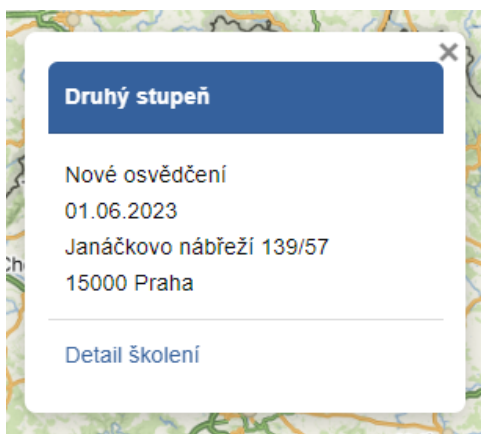 Druhý stupeň
Nové osvědčení
01.06.2023
Janáčkovo nábřeží 139/57
15000 Praha
Detail školení